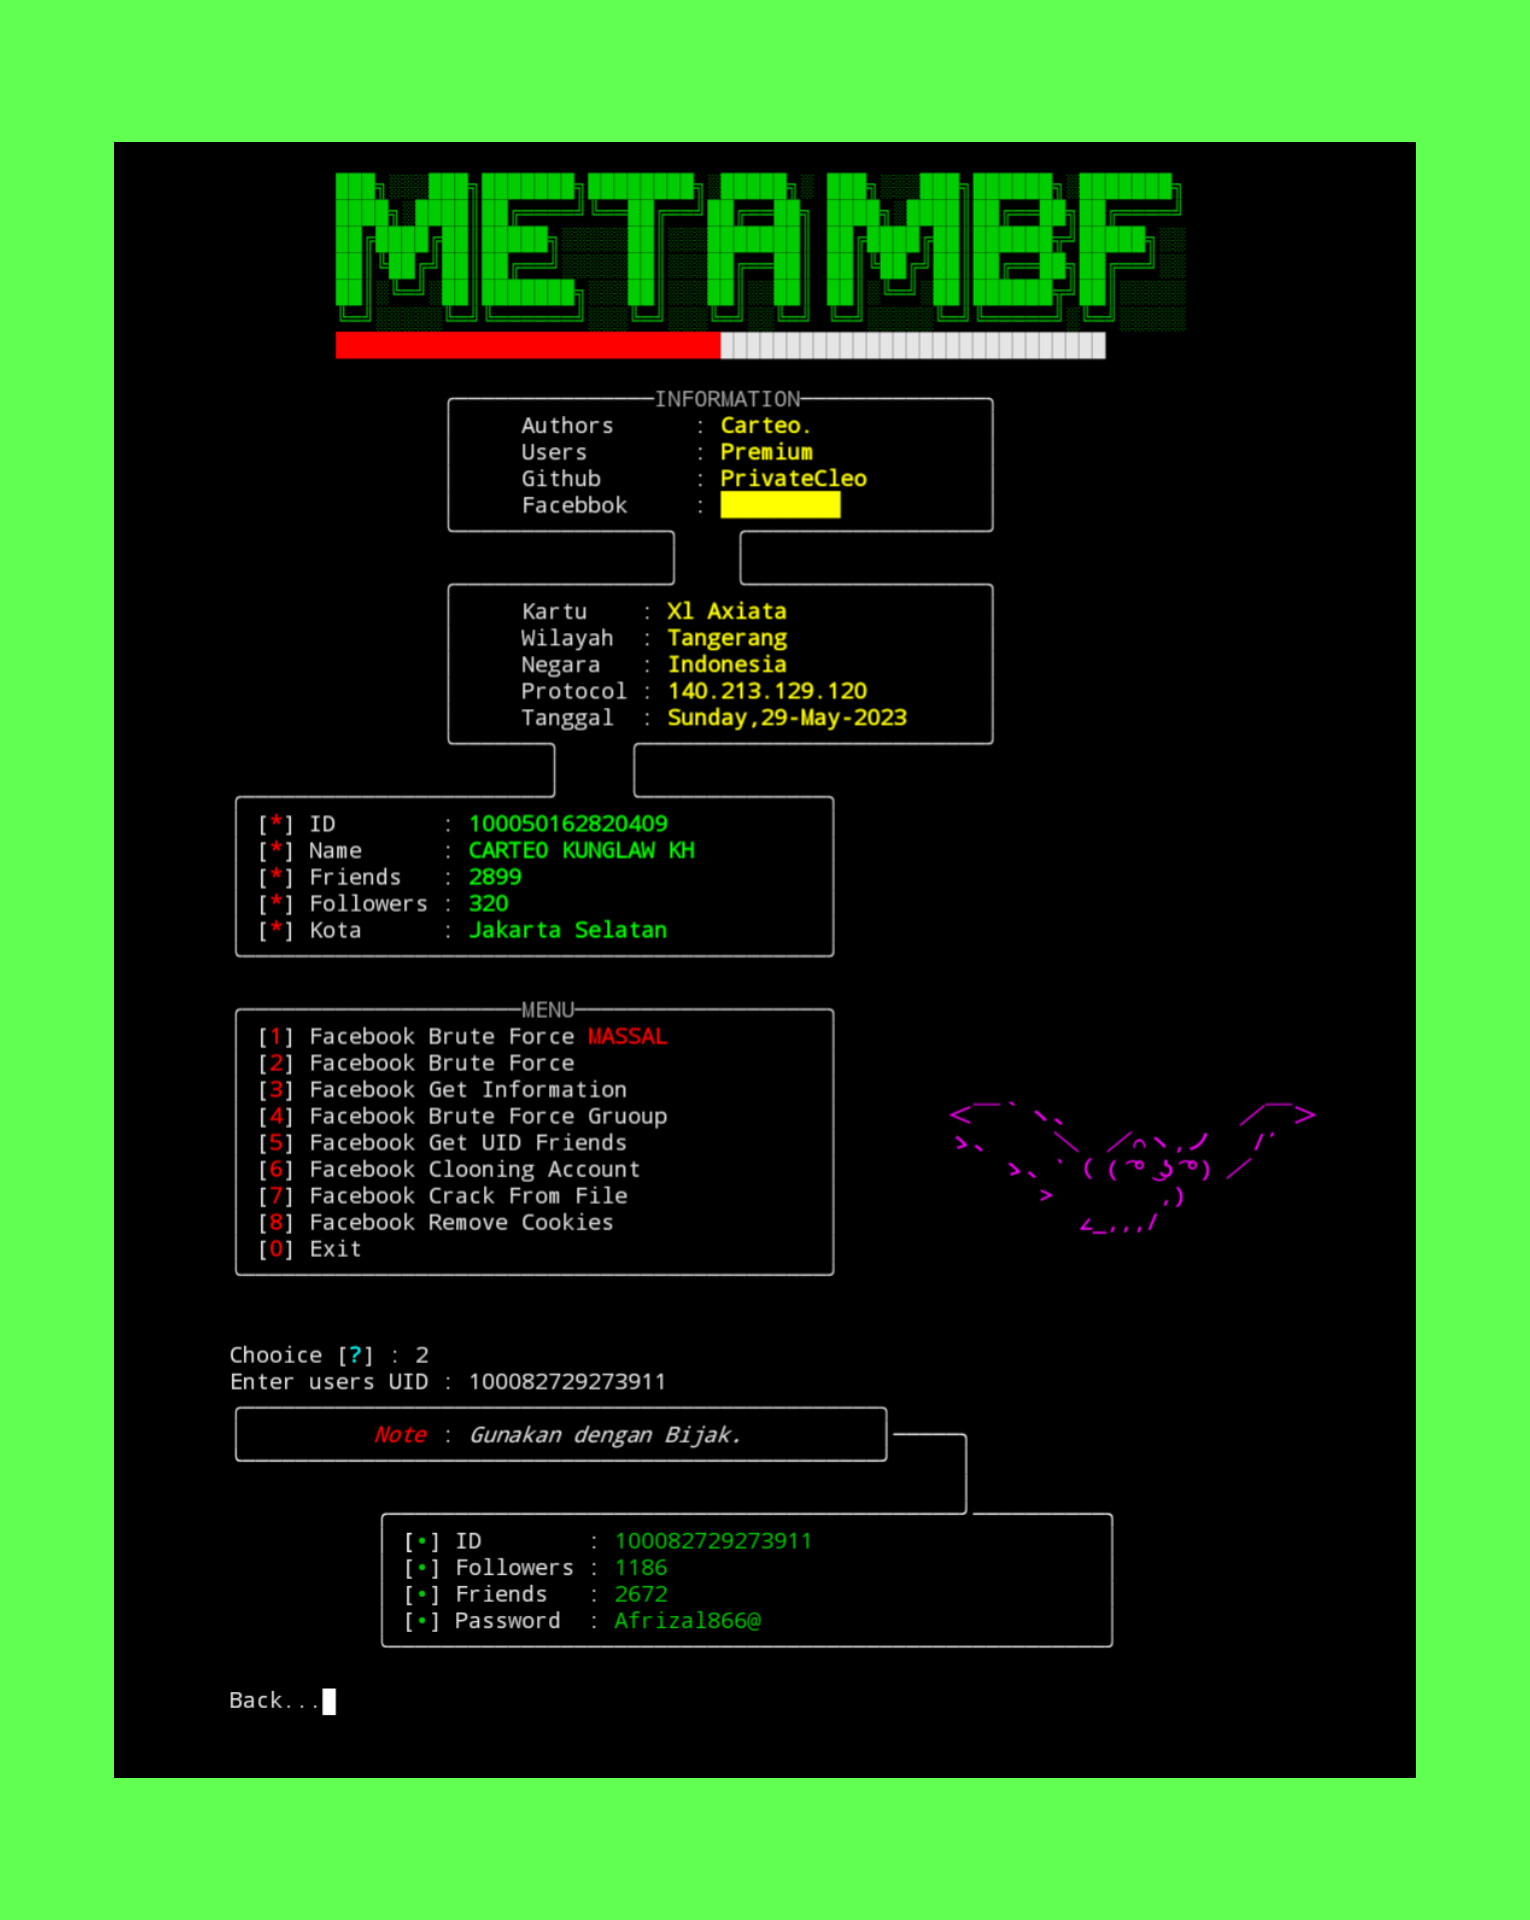 META MBF
INFORMATION
Authors : Carteo.
Users : Premium
Github : PrivateCleo
Facebbok :
Kartu : Xl Axiata
Wilayah : Tangerang
Negara : Indonesia
Protocol : 140.213.129.120
Tanggal : Sunday,29-May-2023
[*] ID : 100050162820409
[*] Name : CARTEO KUNGLAW KH
[*] Friends : 2899
[*] Followers : 320
[*] Kota : Jakarta Selatan
MENU
[1] Facebook Brute Force MASSAL
[2] Facebook Brute Force
[3] Facebook Get Information
[4] Facebook Brute Force Gruoup
[5] Facebook Get UID Friends
[6] Facebook Clooning Account
[7] Facebook Crack From File
[8] Facebook Remove Cookies
[0] Exit
Chooice [?] : 2
Enter users UID : 100082729273911
Note : Gunakan dengan Bijak.
[•] ID : 100082729273911
[•] Followers : 1186
[•] Friends : 2672
[•] Password : Afrizal866@
Back...